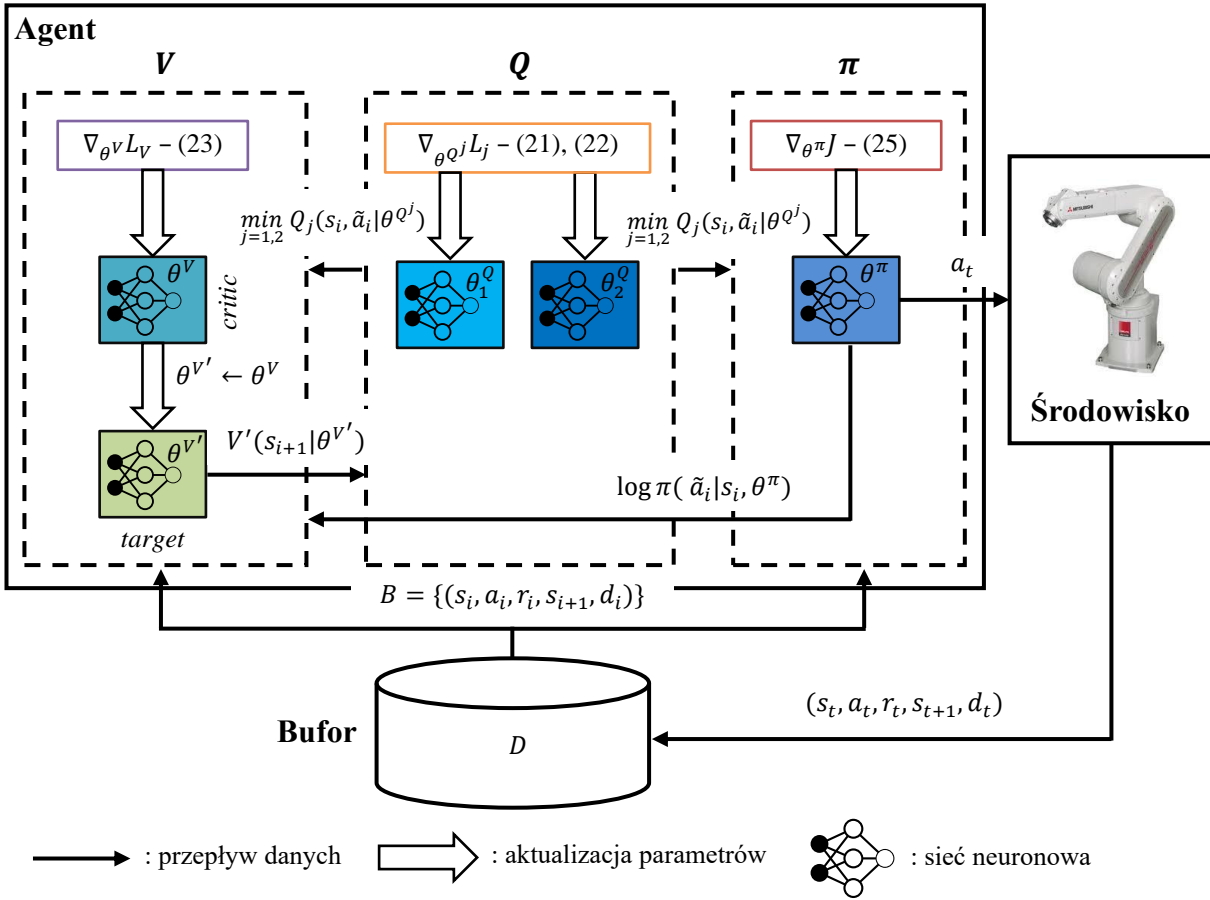 Agent
V
Q
π
∇_{θ^V} L_V – (23)
∇_{θ^{Q^j}} L_j – (21), (22)
∇_{θ^π} J – (25)
min_{j=1,2} Q_j(s_i, ã_i|θ^{Q^j})
min_{j=1,2} Q_j(s_i, ã_i|θ^{Q^j})
θ^V
critic
θ_1^Q
θ_2^Q
θ^π
a_t
MITSUBISHI
θ^{V'} ← θ^V
Środowisko
θ^{V'}
V'(s_{i+1}|θ^{V'})
log π( ã_i|s_i, θ^π)
target
B = {(s_i, a_i, r_i, s_{i+1}, d_i)}
(s_t, a_t, r_t, s_{t+1}, d_t)
Bufor
D
: przepływ danych
: aktualizacja parametrów
: sieć neuronowa